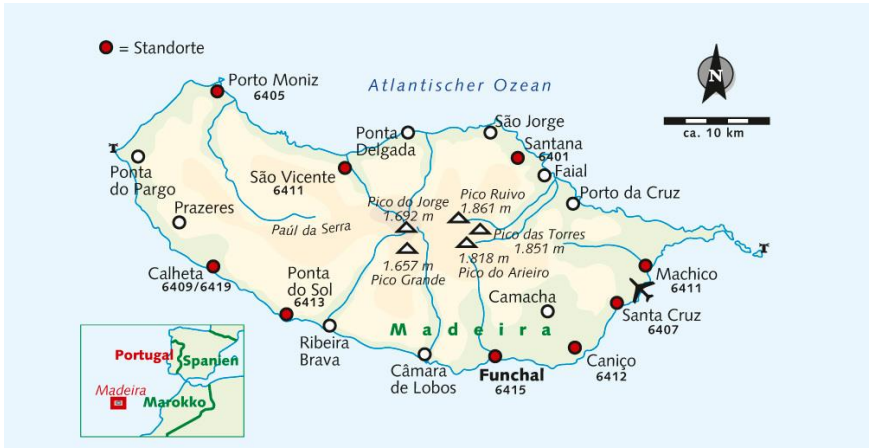 = Standorte
Porto Moniz
6405
Atlantischer Ozean
N
ca. 10 km
São Jorge
Ponta
Delgada
Santana
6401
Faial
Ponta
do Pargo
São Vicente
6411
Porto da Cruz
Prazeres
Paúl da Serra
Pico do Jorge
1.692 m
Pico Ruivo
1.861 m
Pico das Torres
1.851 m
1.818 m
Pico do Arieiro
1.657 m
Pico Grande
Calheta
6409/6419
Ponta
do Sol
6413
Machico
6411
Camacha
Santa Cruz
6407
Madeira
Ribeira
Brava
Câmara
de Lobos
Funchal
6415
Caniço
6412
Portugal
Spanien
Madeira
Marokko